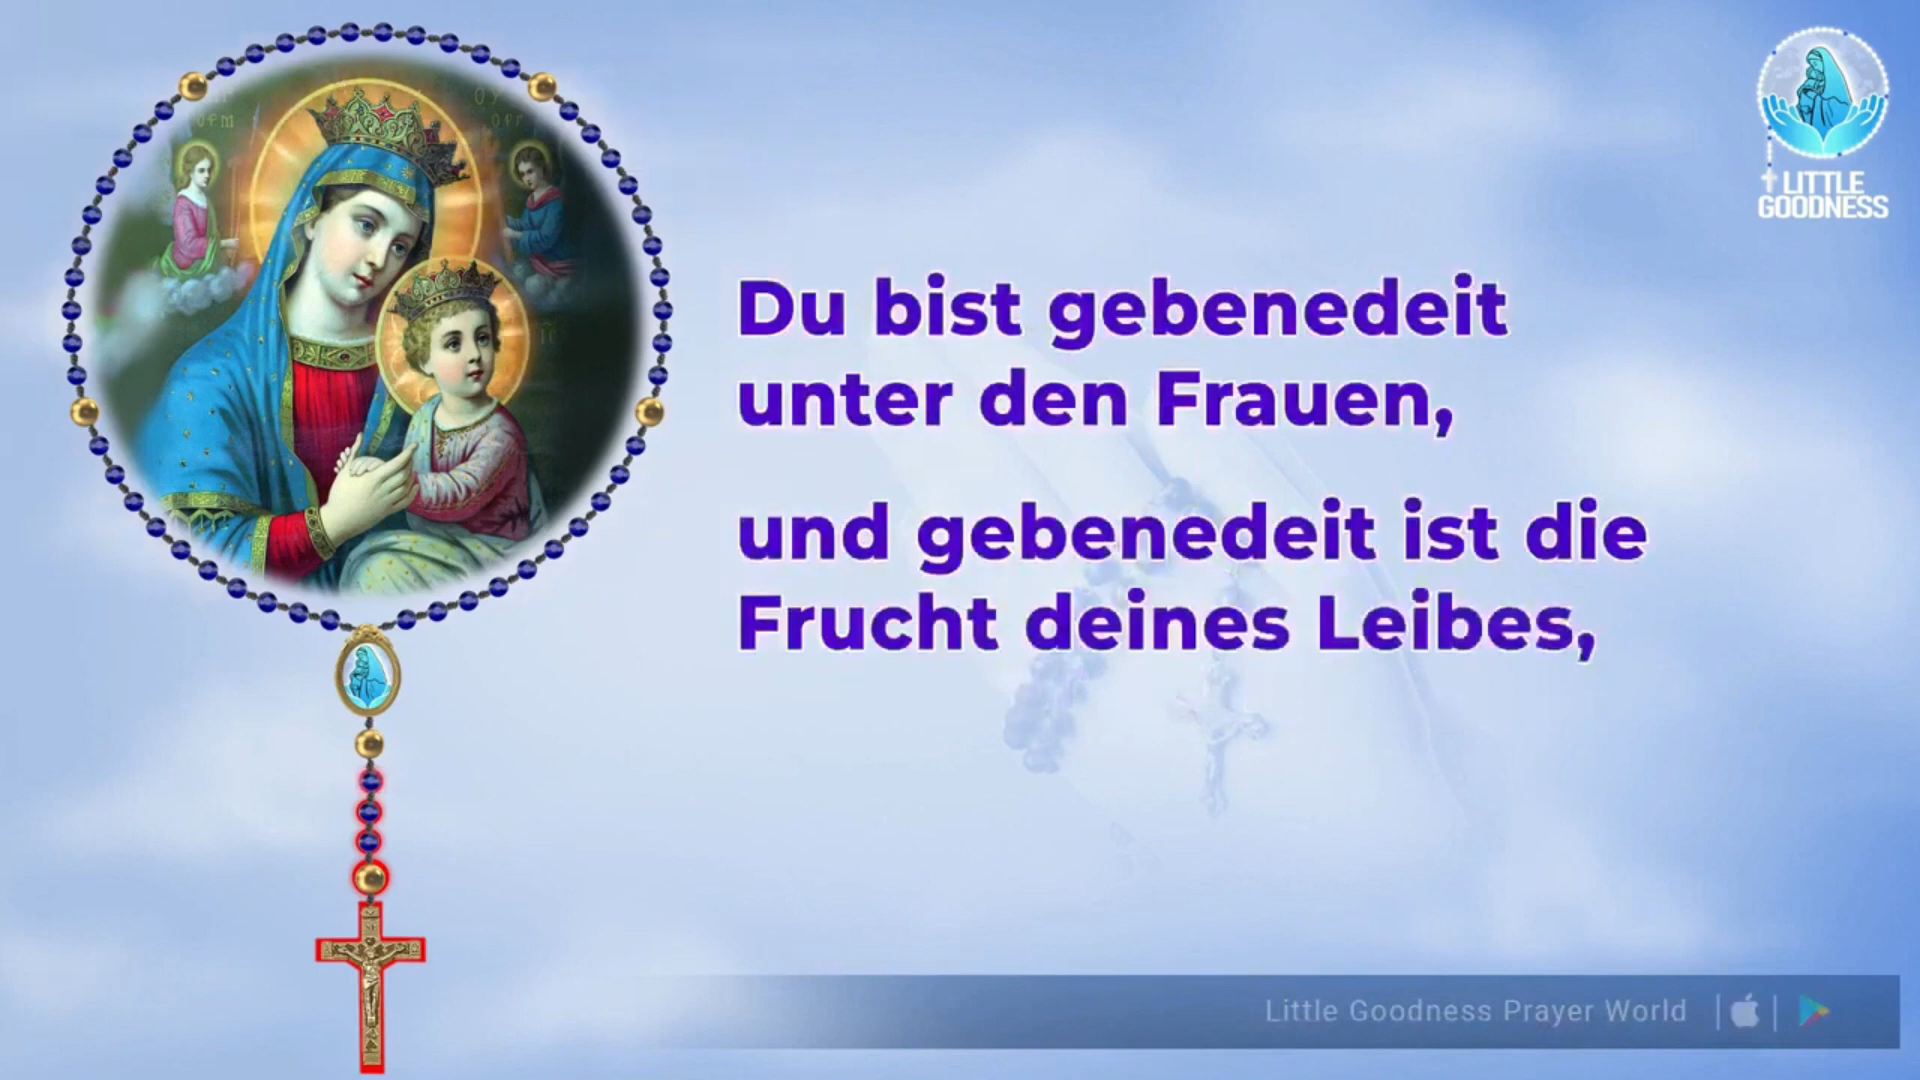 LITTLE
GOODNESS
Du bist gebenedeit
unter den Frauen,
und gebenedeit ist die
Frucht deines Leibes,
Little Goodness Prayer World